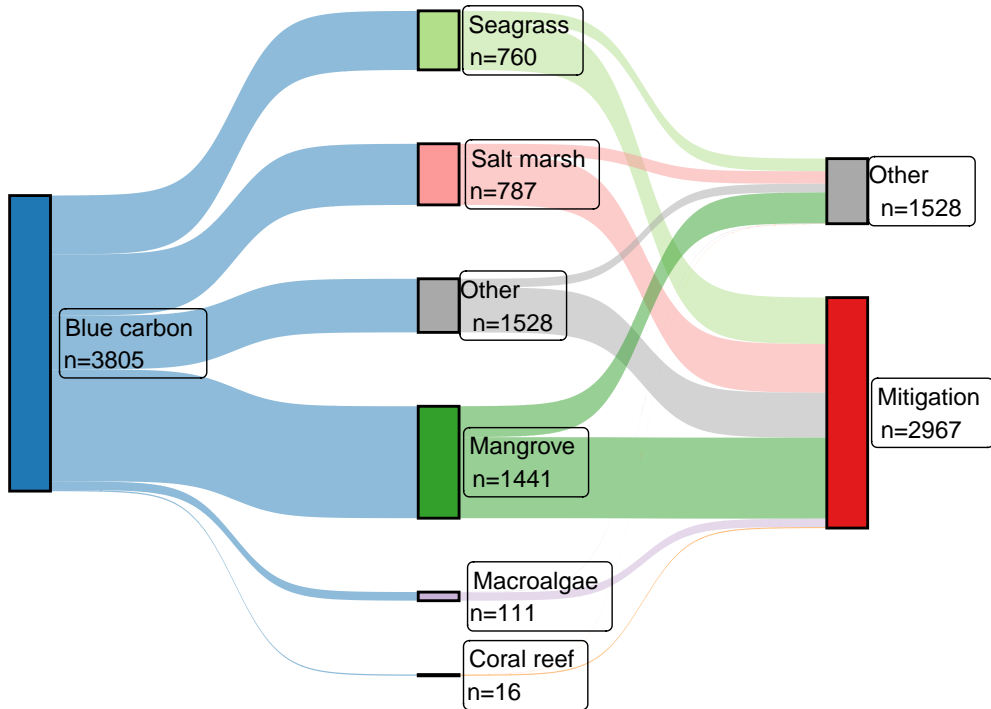 Seagrass
n=760
Salt marsh
n=787
Other
n=1528
Blue carbon
n=3805
Other
n=1528
Mitigation
n=2967
Mangrove
n=1441
Macroalgae
n=111
Coral reef
n=16